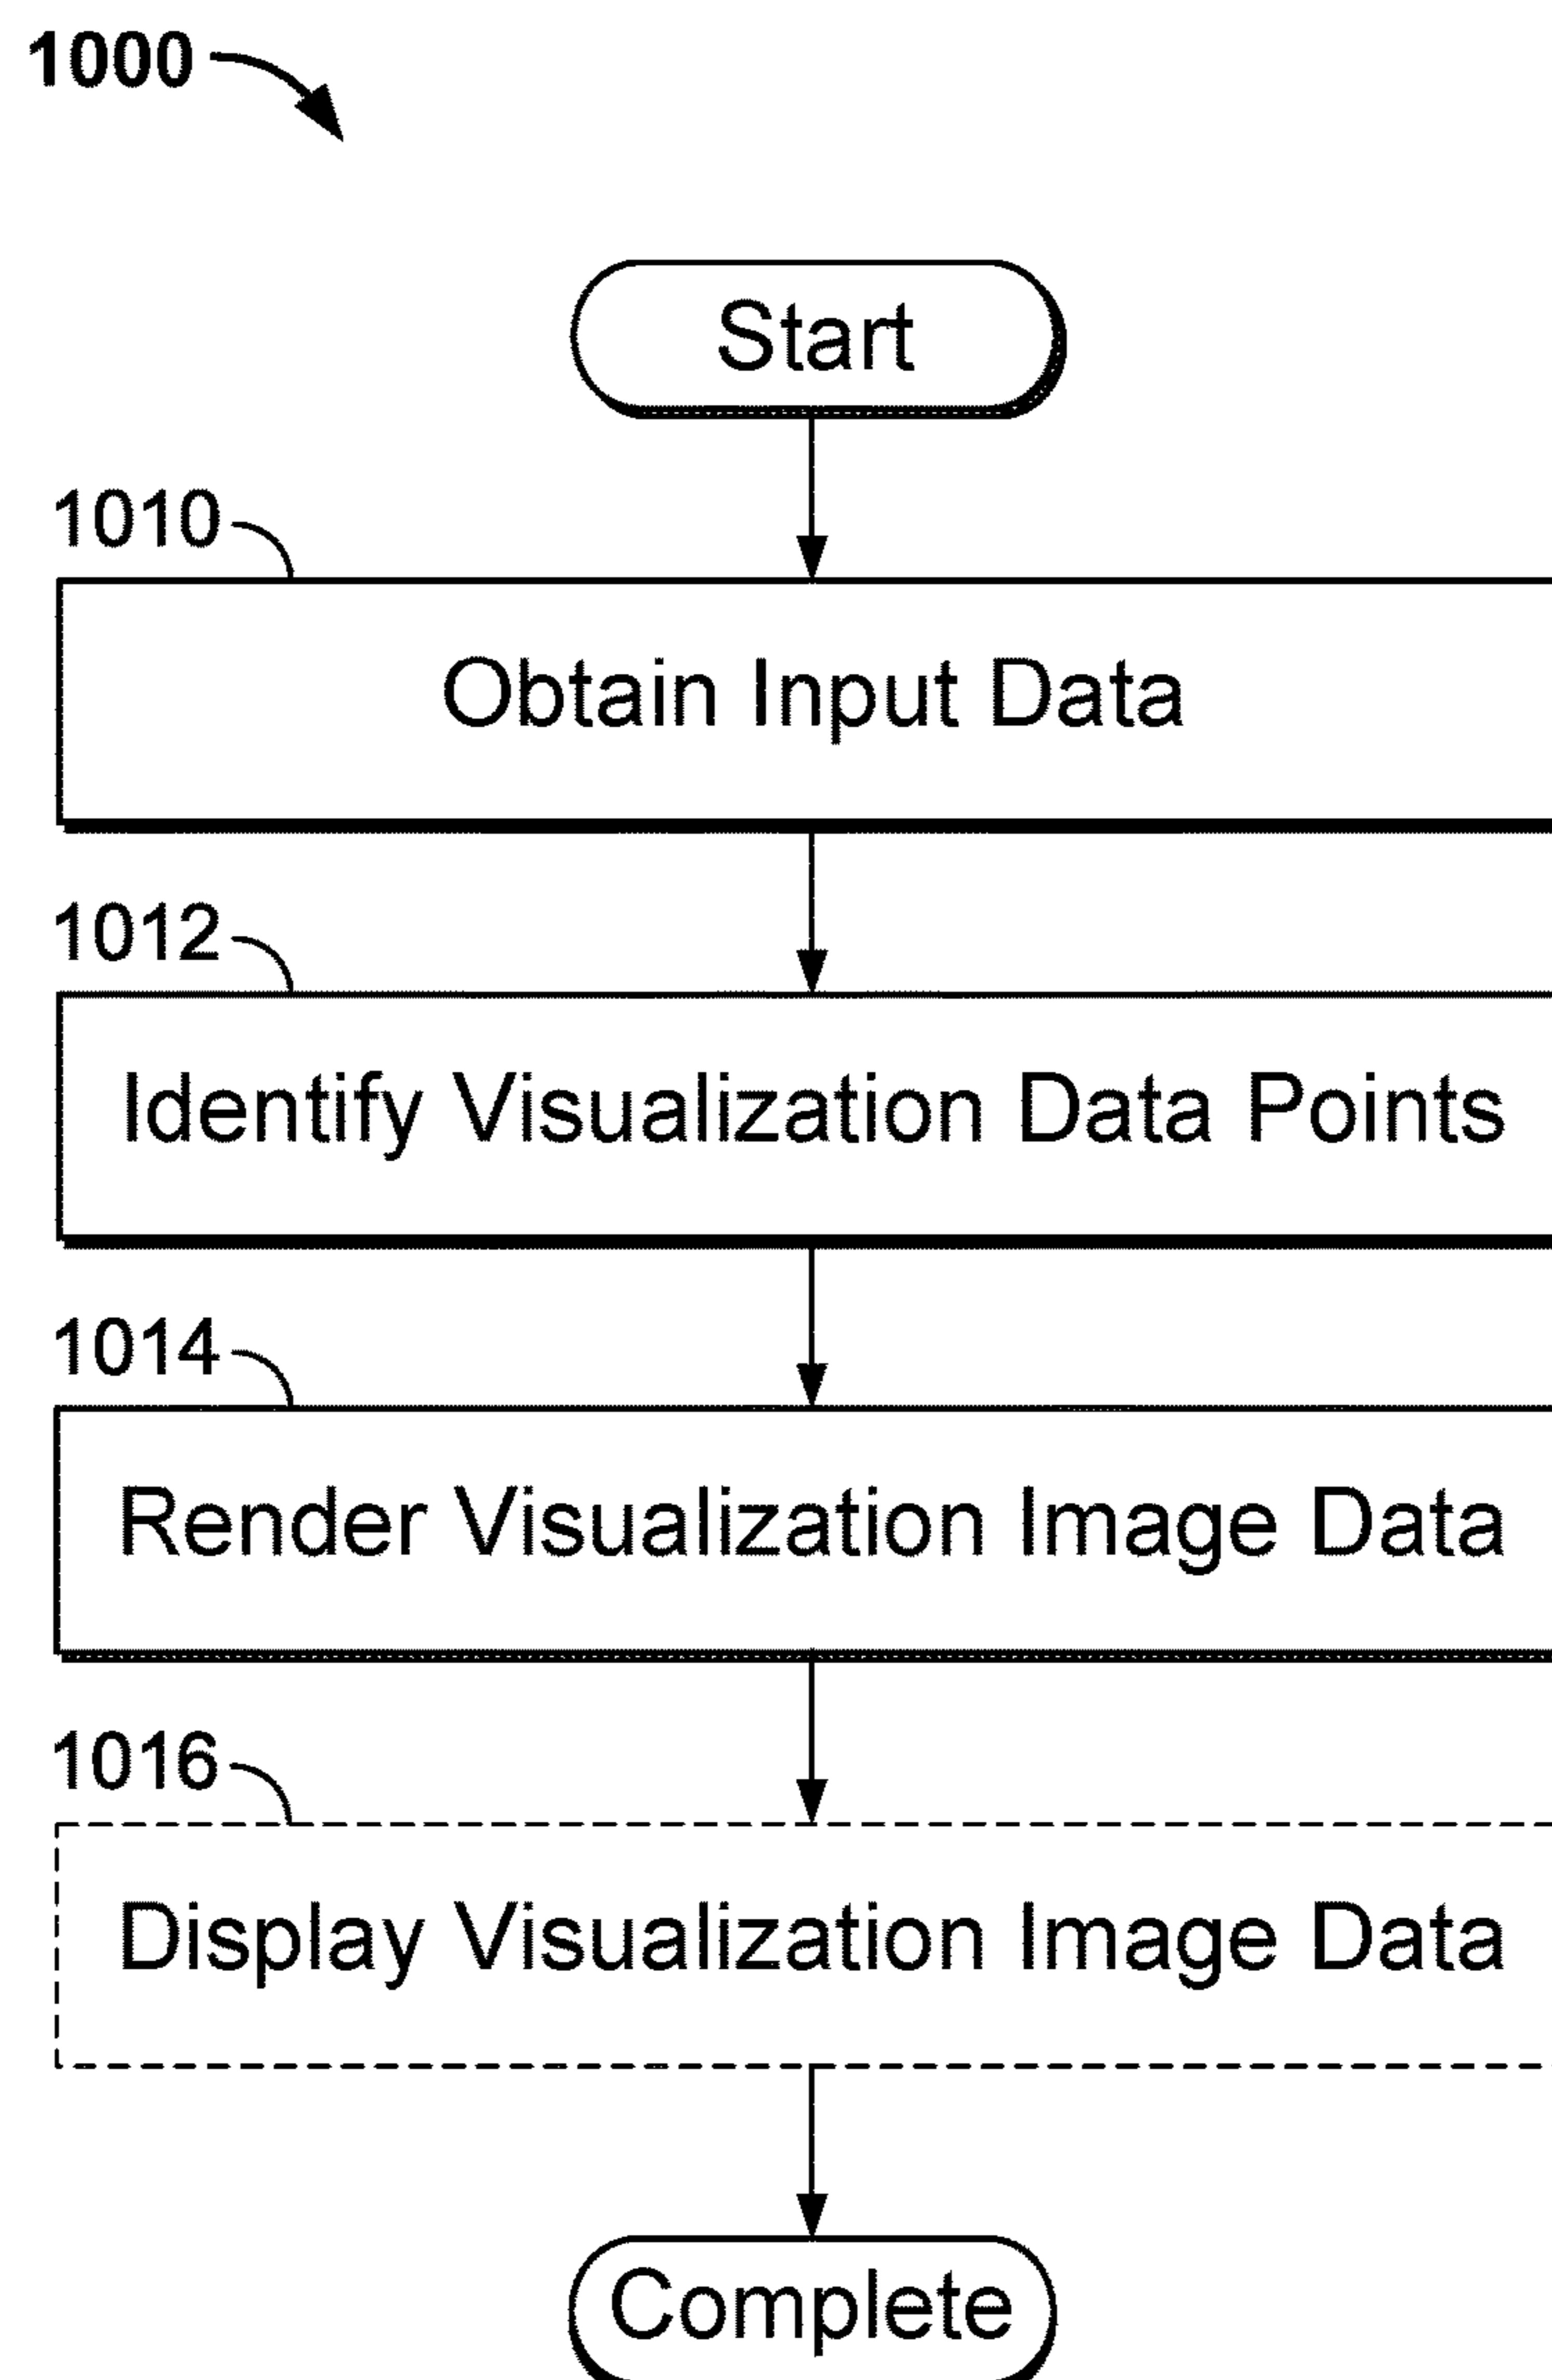 1000
Start
1010
Obtain Input Data
1012
Identify Visualization Data Points
1014
Render Visualization Image Data
1016
Display Visualization Image Data
Complete